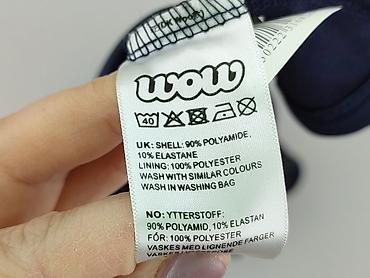 WOW
40
UK: SHELL: 90% POLYAMIDE,
10% ELASTANE
LINING: 100% POLYESTER
WASH WITH SIMILAR COLOURS
WASH IN WASHING BAG
NO: YTTERSTOFF:
90% POLYAMID, 10% ELASTAN
FÓR: 100% POLYESTER
VASKES MED LIGNENDE FARGER